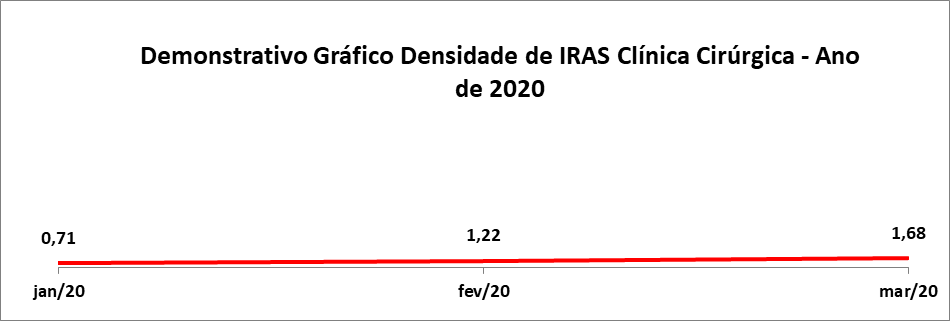 Demonstrativo Gráfico Densidade de IRAS Clínica Cirúrgica - Ano
de 2020
0,71
1,22
1,68
jan/20
fev/20
mar/20